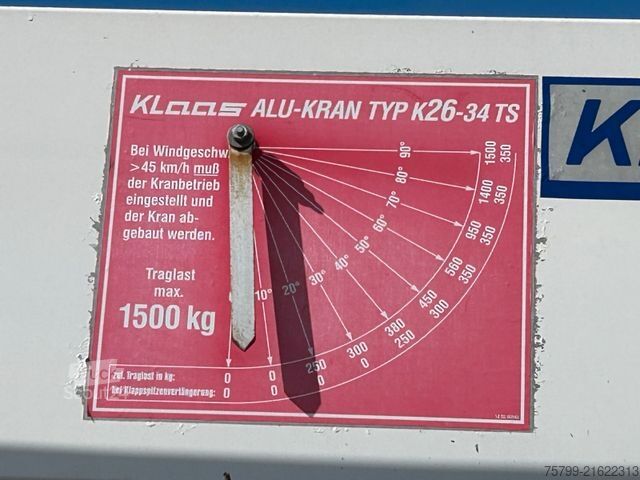 Klaas ALU-KRAN TYP K26-34 TS
Bei Windgeschw
>45 km/h muß
der Kranbetrieb
eingestellt und
der Kran ab-
gebaut werden.
Traglast
max.
1500 kg
10° 20° 30° 40° 50° 60° 70° 80° 90°
zul. Traglast in kg: 0 0 250 300 380 450 560 950 1400 1500
bei Klappspitzenverlängerung: 0 0 0 0 250 300 350 350 350 350
K
75799-21622313